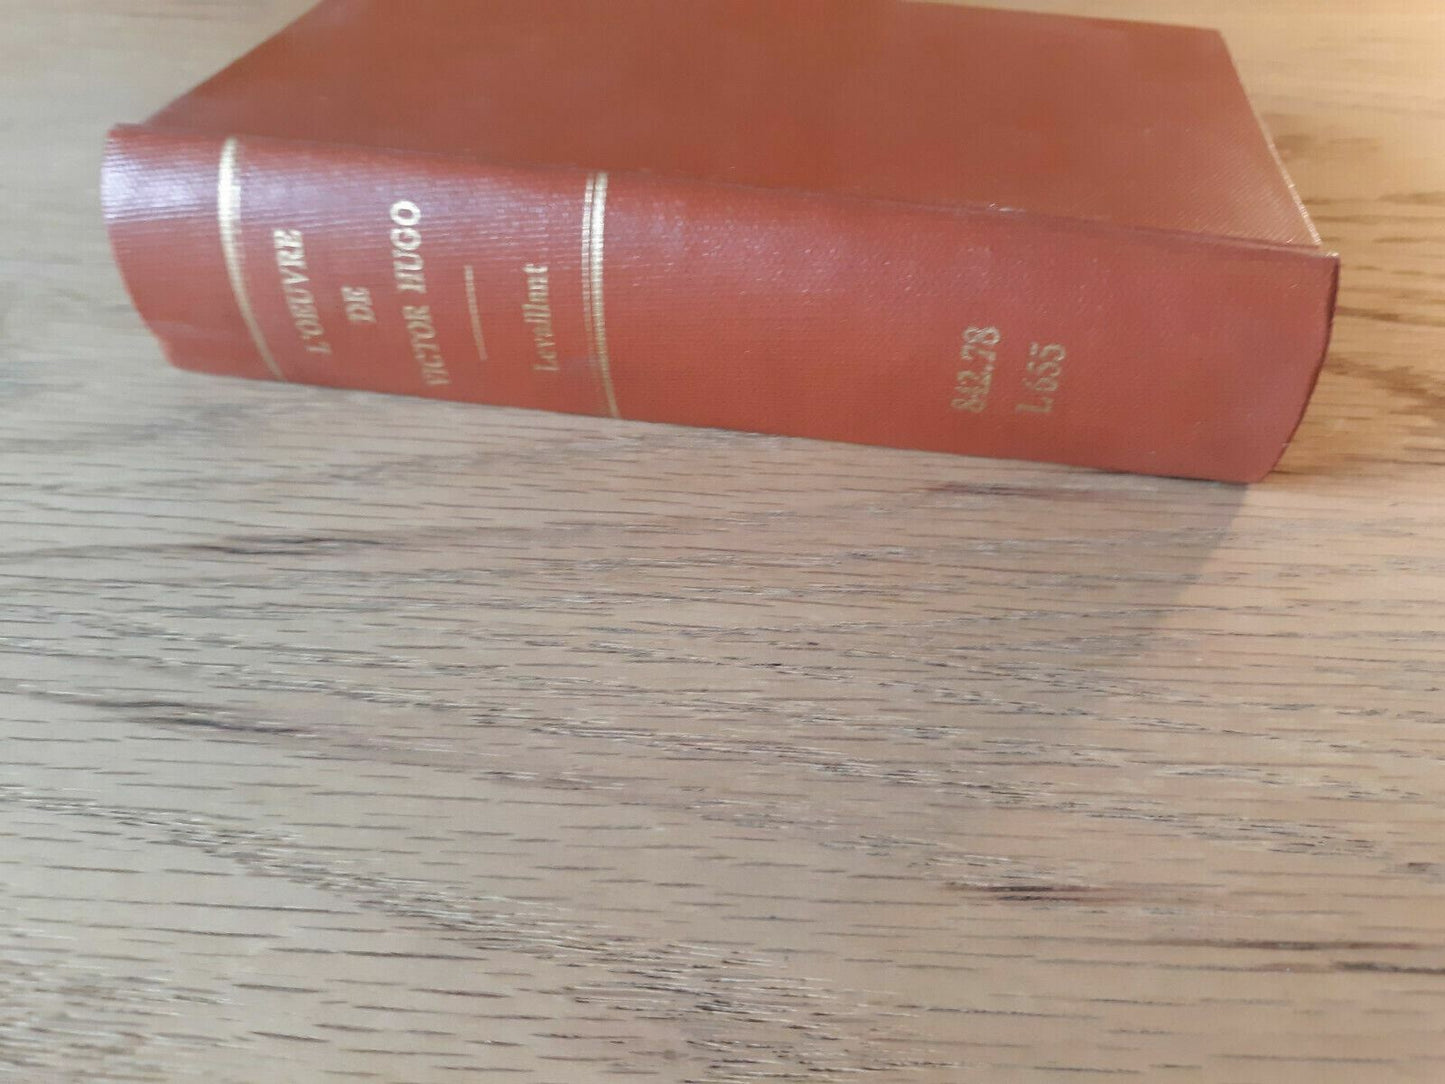 L'OEUVRE
DE
VICTOR HUGO
Levaillant
842.78
L655